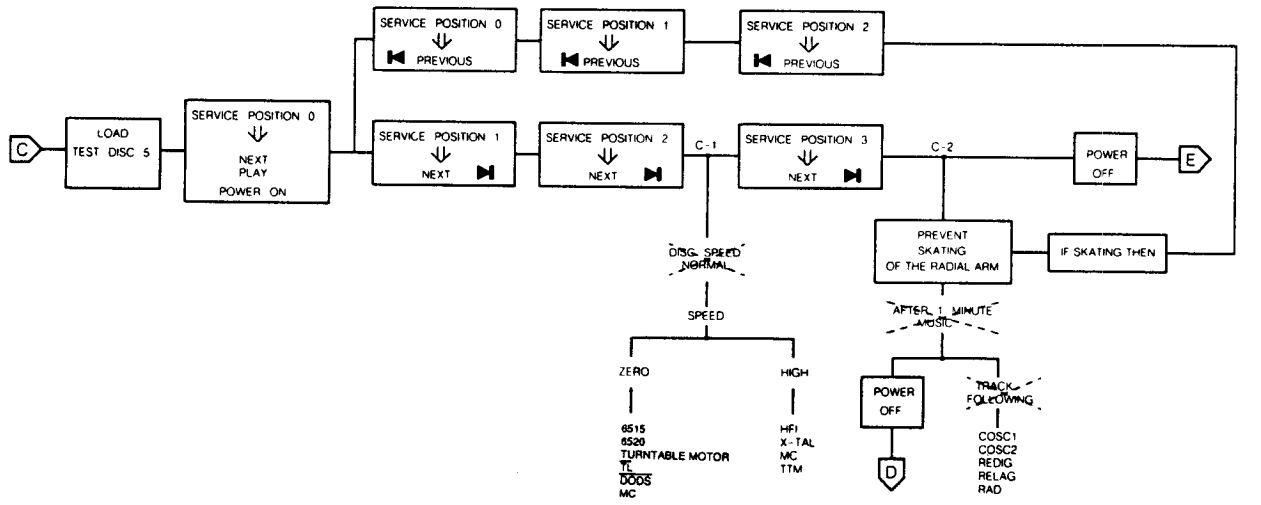 SERVICE POSITION 0
PREVIOUS
SERVICE POSITION 1
PREVIOUS
SERVICE POSITION 2
PREVIOUS
C
LOAD
TEST DISC 5
SERVICE POSITION 0
NEXT
PLAY
POWER ON
SERVICE POSITION 1
NEXT
SERVICE POSITION 2
NEXT
C-1
SERVICE POSITION 3
NEXT
C-2
POWER
OFF
E
PREVENT
SKATING
OF THE RADIAL ARM
IF SKATING THEN
DISC SPEED
NORMAL
SPEED
ZERO
HIGH
6515
6520
TURNTABLE MOTOR
TL
DODS
MC
HFI
X-TAL
MC
TTM
AFTER 1 MINUTE
MUSIC
POWER
OFF
D
TRACK
FOLLOWING
COSC1
COSC2
REDIG
RELAG
RAD